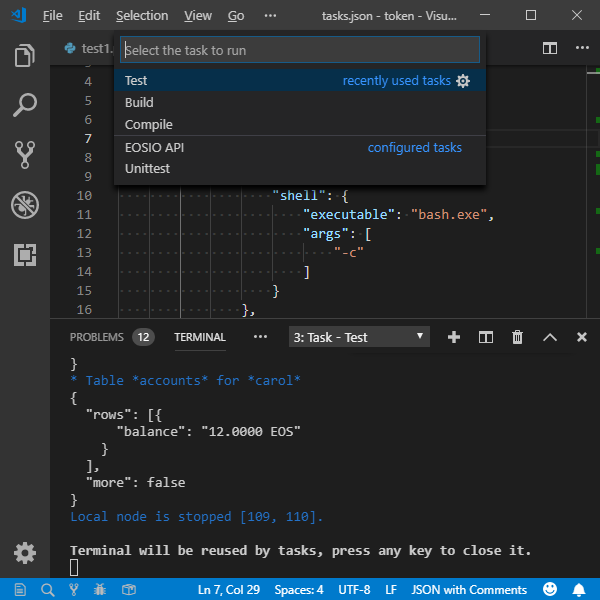 File Edit Selection View Go ··· tasks.json - token - Visu...
test1.
Select the task to run
Test recently used tasks
Build
Compile
EOSIO API configured tasks
Unittest
4
5
6
7
8
9
10 "shell": {
11 "executable": "bash.exe",
12 "args": [
13 "-c"
14 ]
15 }
16 },
PROBLEMS 12 TERMINAL ··· 3: Task - Test
}
* Table *accounts* for *carol*
{
"rows": [{
"balance": "12.0000 EOS"
}
],
"more": false
}
Local node is stopped [109, 110].
Terminal will be reused by tasks, press any key to close it.
Ln 7, Col 29 Spaces: 4 UTF-8 LF JSON with Comments